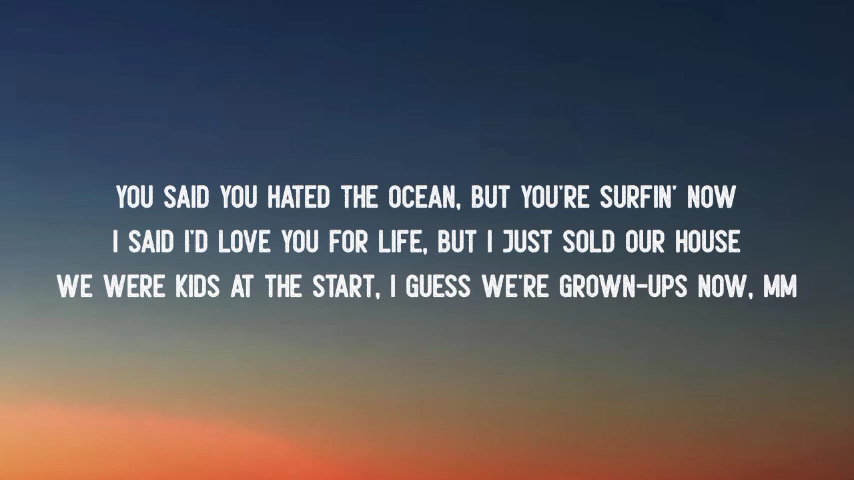 YOU SAID YOU HATED THE OCEAN, BUT YOU'RE SURFIN' NOW
I SAID I'D LOVE YOU FOR LIFE, BUT I JUST SOLD OUR HOUSE
WE WERE KIDS AT THE START, I GUESS WE'RE GROWN-UPS NOW, MM